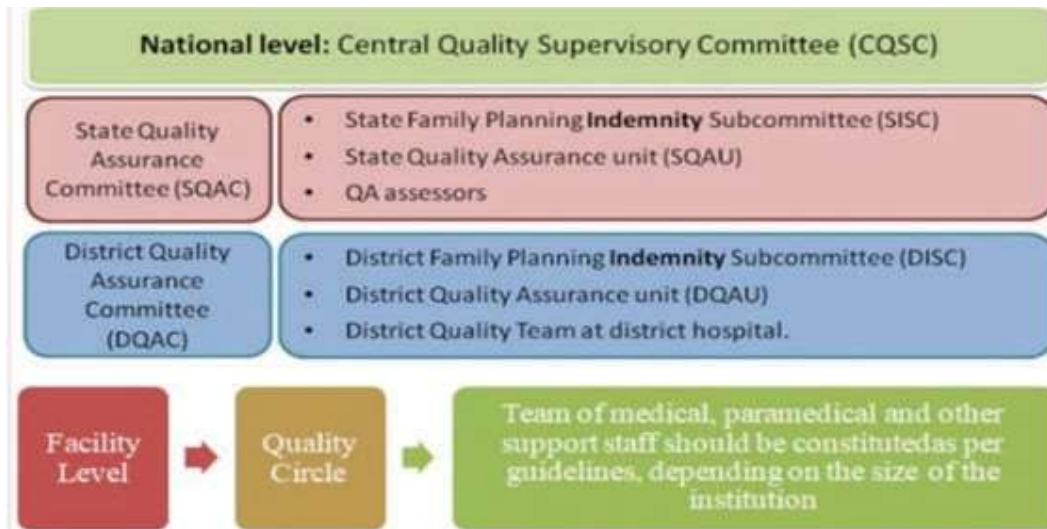 National level: Central Quality Supervisory Committee (CQSC)
State Quality
Assurance
Committee (SQAC)
• State Family Planning Indemnity Subcommittee (SISC)
• State Quality Assurance unit (SQAU)
• QA assessors
District Quality
Assurance
Committee
(DQAC)
• District Family Planning Indemnity Subcommittee (DISC)
• District Quality Assurance unit (DQAU)
• District Quality Team at district hospital.
Facility
Level
Quality
Circle
Team of medical, paramedical and other
support staff should be constitutedas per
guidelines, depending on the size of the
institution